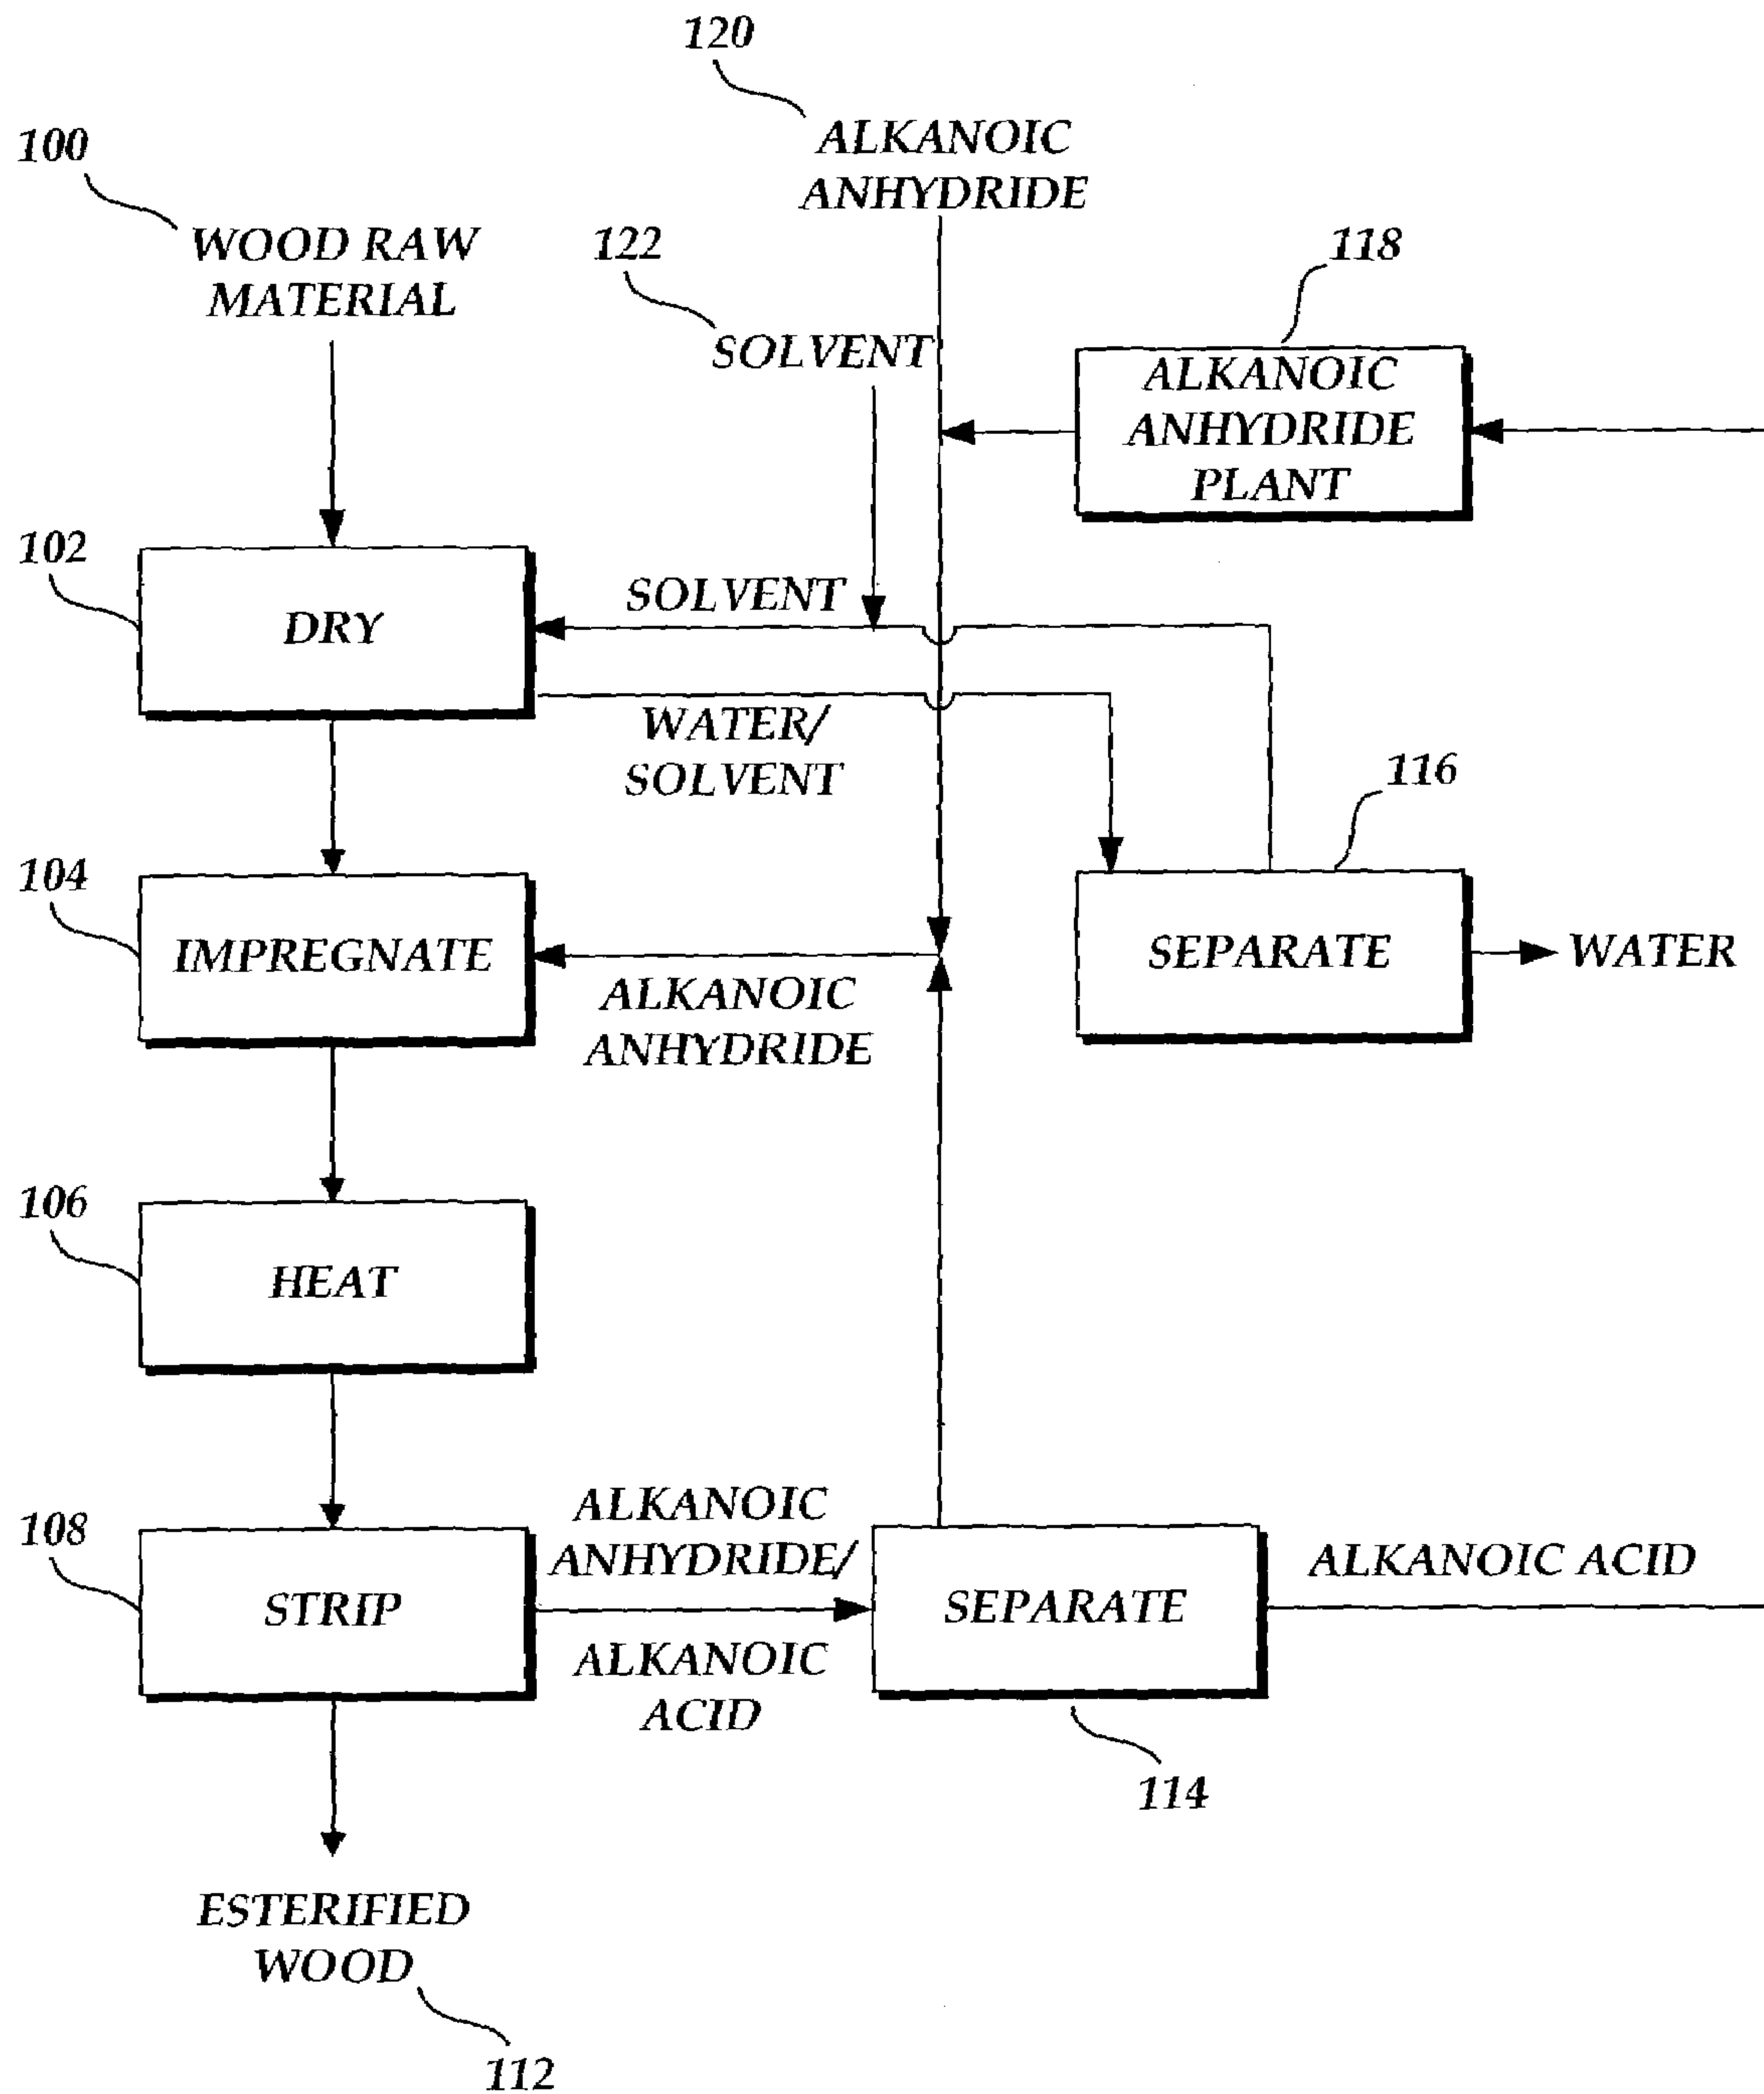 120
ALKANOIC
ANHYDRIDE
100
WOOD RAW
MATERIAL
122
SOLVENT
118
ALKANOIC
ANHYDRIDE
PLANT
102
DRY
SOLVENT
WATER/
SOLVENT
116
104
IMPREGNATE
ALKANOIC
ANHYDRIDE
SEPARATE
WATER
106
HEAT
108
STRIP
ALKANOIC
ANHYDRIDE/
ALKANOIC
ACID
SEPARATE
ALKANOIC ACID
114
ESTERIFIED
WOOD
112